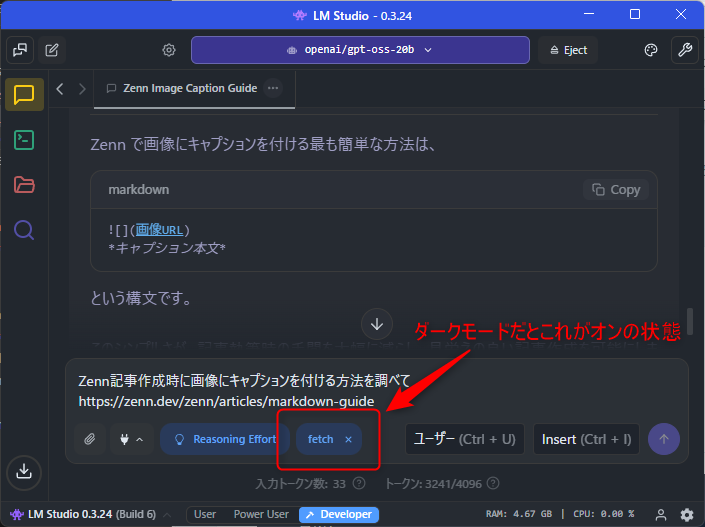 LM Studio - 0.3.24
openai/gpt-oss-20b
Eject
Zenn Image Caption Guide
Zenn で画像にキャプションを付ける最も簡単な方法は、
markdown
Copy
![](画像URL)
*キャプション本文*
という構文です。
ダークモードだとこれがオンの状態
Zenn記事作成時に画像にキャプションを付ける方法を調べて
https://zenn.dev/zenn/articles/markdown-guide
Reasoning Effort
fetch ×
ユーザー (Ctrl + U)
Insert (Ctrl + I)
入力トークン数: 33
トークン: 3241/4096
LM Studio 0.3.24 (Build 6)
User
Power User
Developer
RAM: 4.67 GB | CPU: 0.00 %